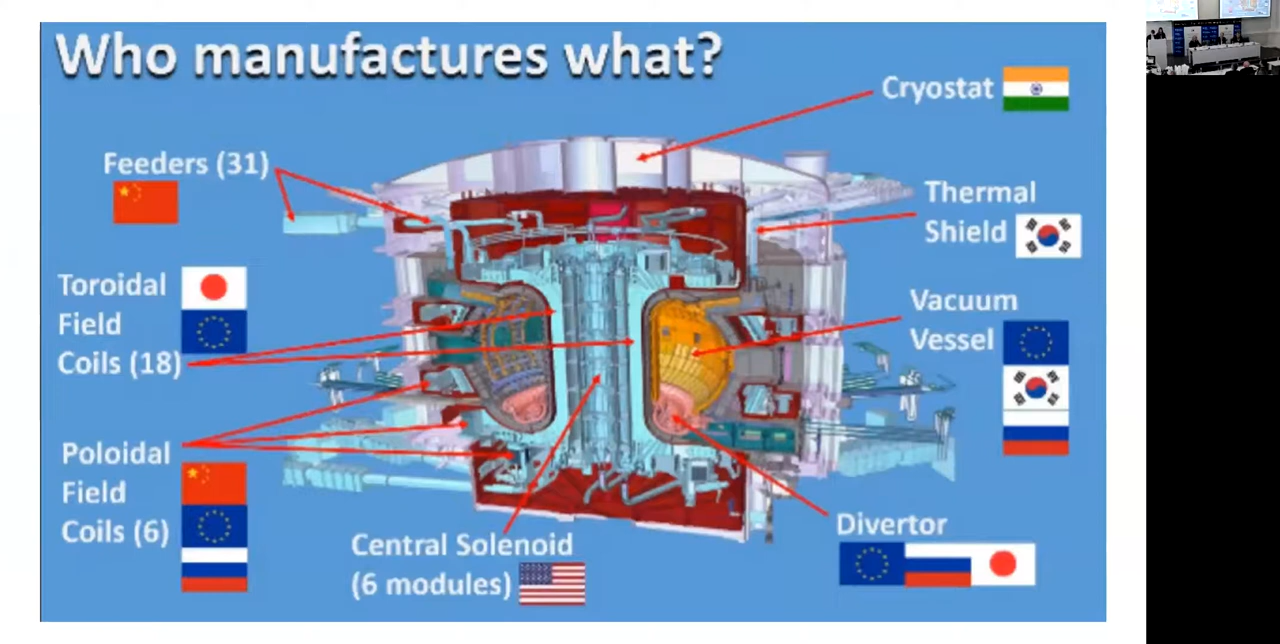 Who manufactures what?
Cryostat
Feeders (31)
Thermal
Shield
Toroidal
Field
Coils (18)
Vacuum
Vessel
Poloidal
Field
Coils (6)
Central Solenoid
(6 modules)
Divertor